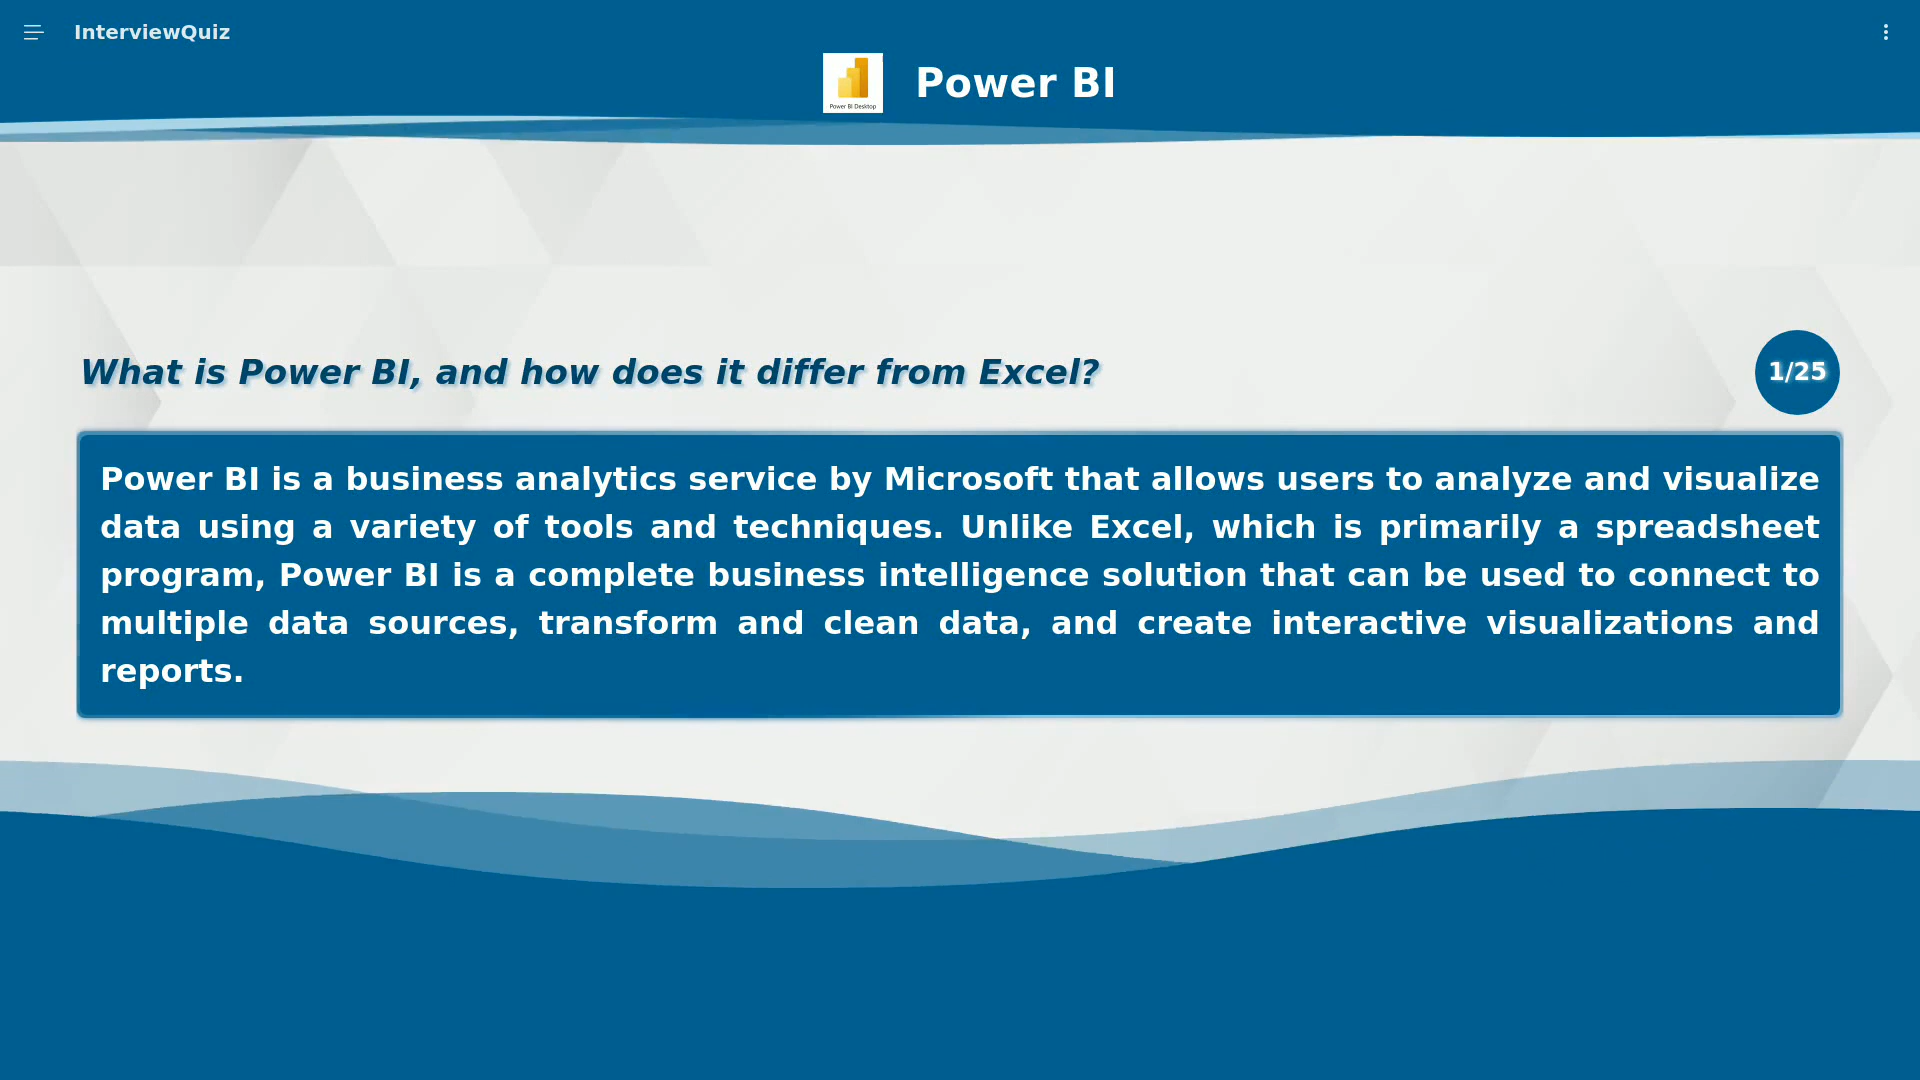 InterviewQuiz
Power BI Desktop
Power BI
What is Power BI, and how does it differ from Excel?
1/25
Power BI is a business analytics service by Microsoft that allows users to analyze and visualize
data using a variety of tools and techniques. Unlike Excel, which is primarily a spreadsheet
program, Power BI is a complete business intelligence solution that can be used to connect to
multiple data sources, transform and clean data, and create interactive visualizations and
reports.